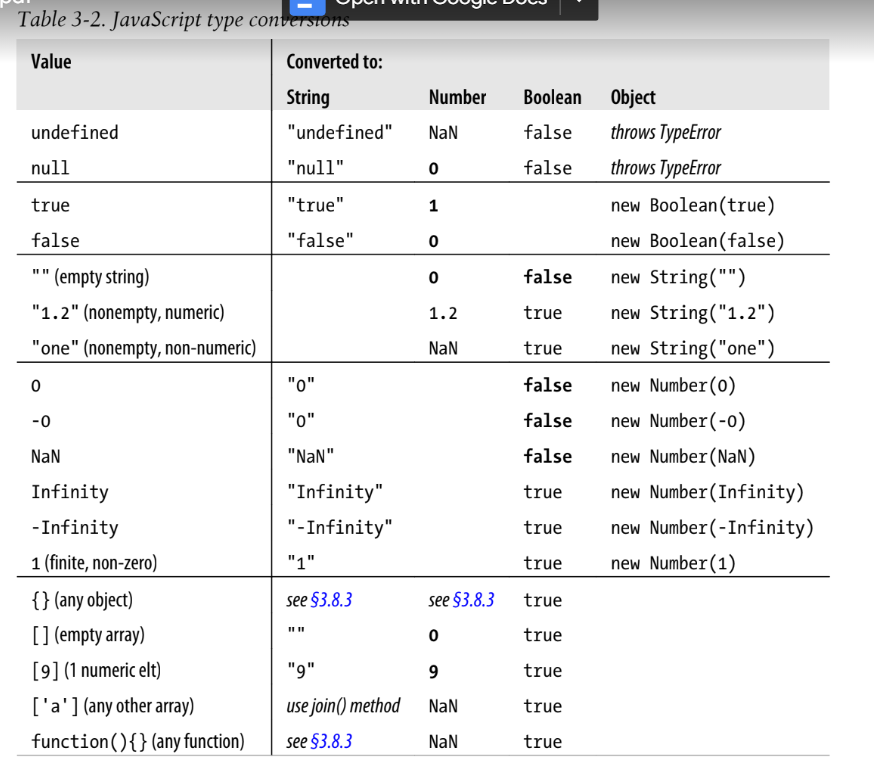 Open with Google Docs
Table 3-2. JavaScript type conversions
Value Converted to:
String Number Boolean Object
undefined "undefined" NaN false throws TypeError
null "null" 0 false throws TypeError
true "true" 1 new Boolean(true)
false "false" 0 new Boolean(false)
"" (empty string) 0 false new String("")
"1.2" (nonempty, numeric) 1.2 true new String("1.2")
"one" (nonempty, non-numeric) NaN true new String("one")
0 "0" false new Number(0)
-0 "0" false new Number(-0)
NaN "NaN" false new Number(NaN)
Infinity "Infinity" true new Number(Infinity)
-Infinity "-Infinity" true new Number(-Infinity)
1 (finite, non-zero) "1" true new Number(1)
{} (any object) see §3.8.3 see §3.8.3 true
[] (empty array) "" 0 true
[9] (1 numeric elt) "9" 9 true
['a'] (any other array) use join() method NaN true
function(){} (any function) see §3.8.3 NaN true